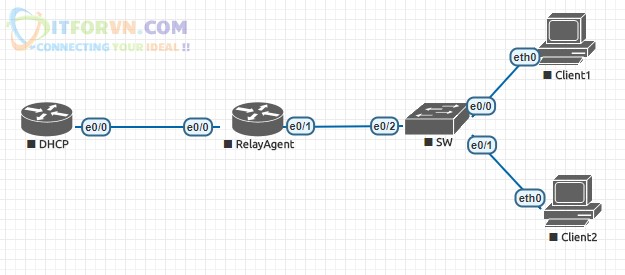 ITFORVN.COM
CONNECTING YOUR IDEAL !!
eth0
Client1
e0/0
DHCP
e0/0
e0/0
RelayAgent
e0/1
e0/2
SW
e0/1
eth0
Client2